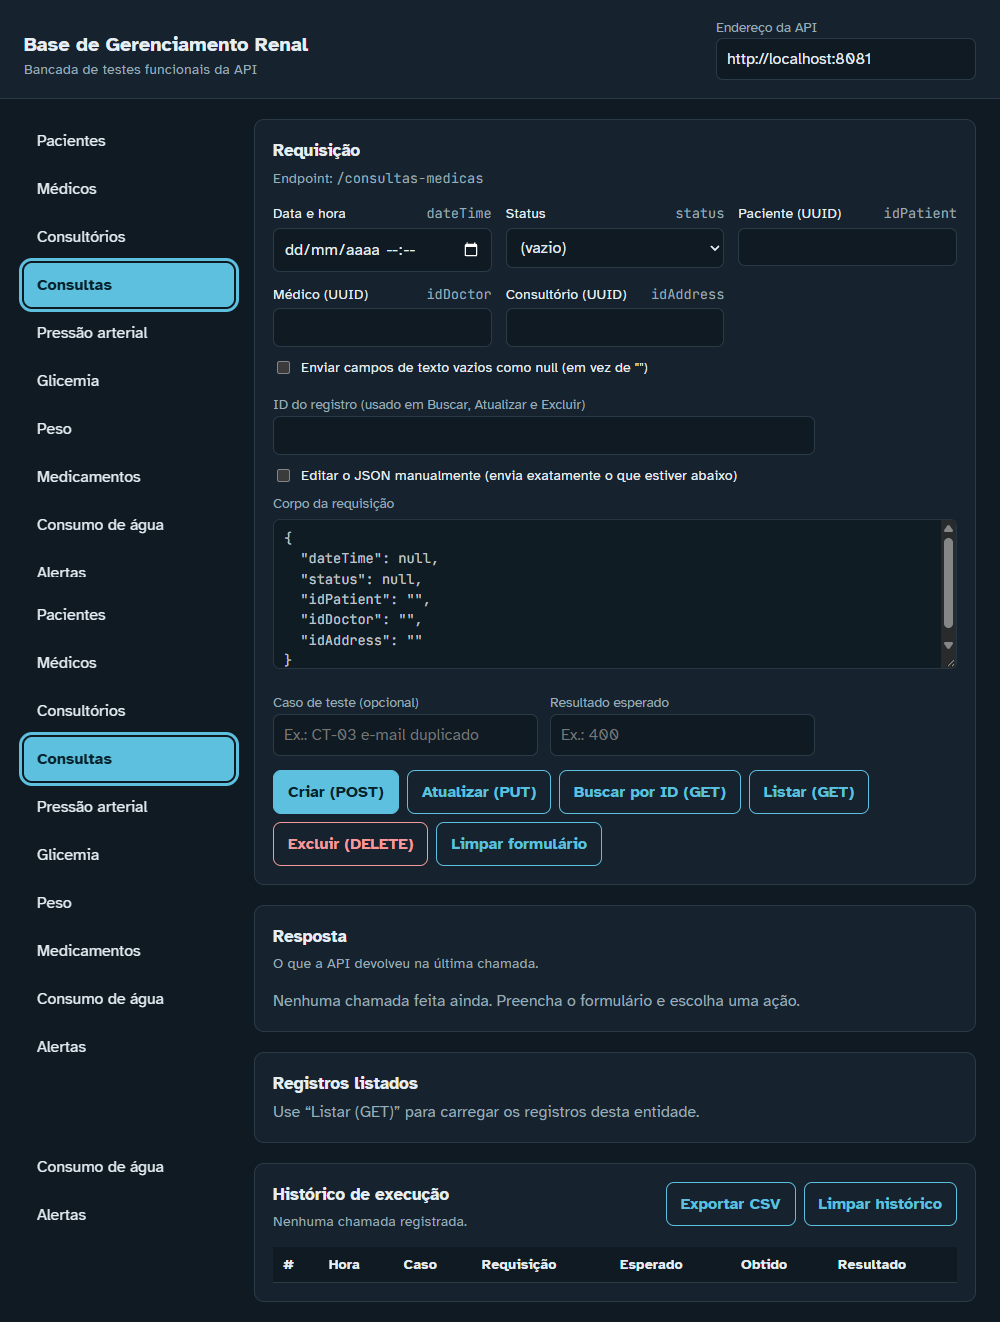 Base de Gerenciamento Renal
Bancada de testes funcionais da API
Endereço da API
http://localhost:8081
Pacientes
Médicos
Consultórios
Consultas
Pressão arterial
Glicemia
Peso
Medicamentos
Consumo de água
Alertas
Pacientes
Médicos
Consultórios
Consultas
Pressão arterial
Glicemia
Peso
Medicamentos
Consumo de água
Alertas
Consumo de água
Alertas
Requisição
Endpoint: /consultas-medicas
Data e hora dateTime Status status Paciente (UUID) idPatient
dd/mm/aaaa --:-- (vazio)
Médico (UUID) idDoctor Consultório (UUID) idAddress
Enviar campos de texto vazios como null (em vez de "")
ID do registro (usado em Buscar, Atualizar e Excluir)
Editar o JSON manualmente (envia exatamente o que estiver abaixo)
Corpo da requisição
{
  "dateTime": null,
  "status": null,
  "idPatient": "",
  "idDoctor": "",
  "idAddress": ""
}
Caso de teste (opcional) Resultado esperado
Ex.: CT-03 e-mail duplicado Ex.: 400
Criar (POST) Atualizar (PUT) Buscar por ID (GET) Listar (GET)
Excluir (DELETE) Limpar formulário
Resposta
O que a API devolveu na última chamada.
Nenhuma chamada feita ainda. Preencha o formulário e escolha uma ação.
Registros listados
Use “Listar (GET)” para carregar os registros desta entidade.
Histórico de execução
Nenhuma chamada registrada.
Exportar CSV Limpar histórico
# Hora Caso Requisição Esperado Obtido Resultado